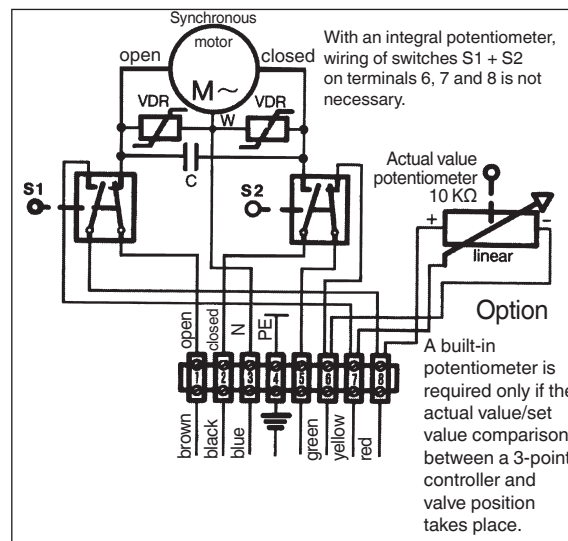 Synchronous
motor
open
closed
M~
With an integral potentiometer,
wiring of switches S1 + S2
on terminals 6, 7 and 8 is not
necessary.
VDR
VDR
W
C
S1
S2
Actual value
potentiometer
10 KΩ
+
−
linear
Option
open
closed
N
PE
1
2
3
4
5
6
7
8
brown
black
blue
green
yellow
red
A built-in
potentiometer is
required only if the
actual value/set
value comparison
between a 3-point
controller and
valve position
takes place.